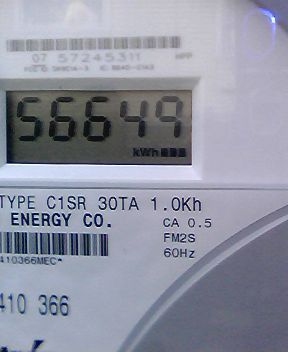 07 57245311
56649
kWh
TYPE C1SR 30TA 1.0Kh
ENERGY CO.
CA 0.5
FM2S
60Hz
410366MEC*
410 366